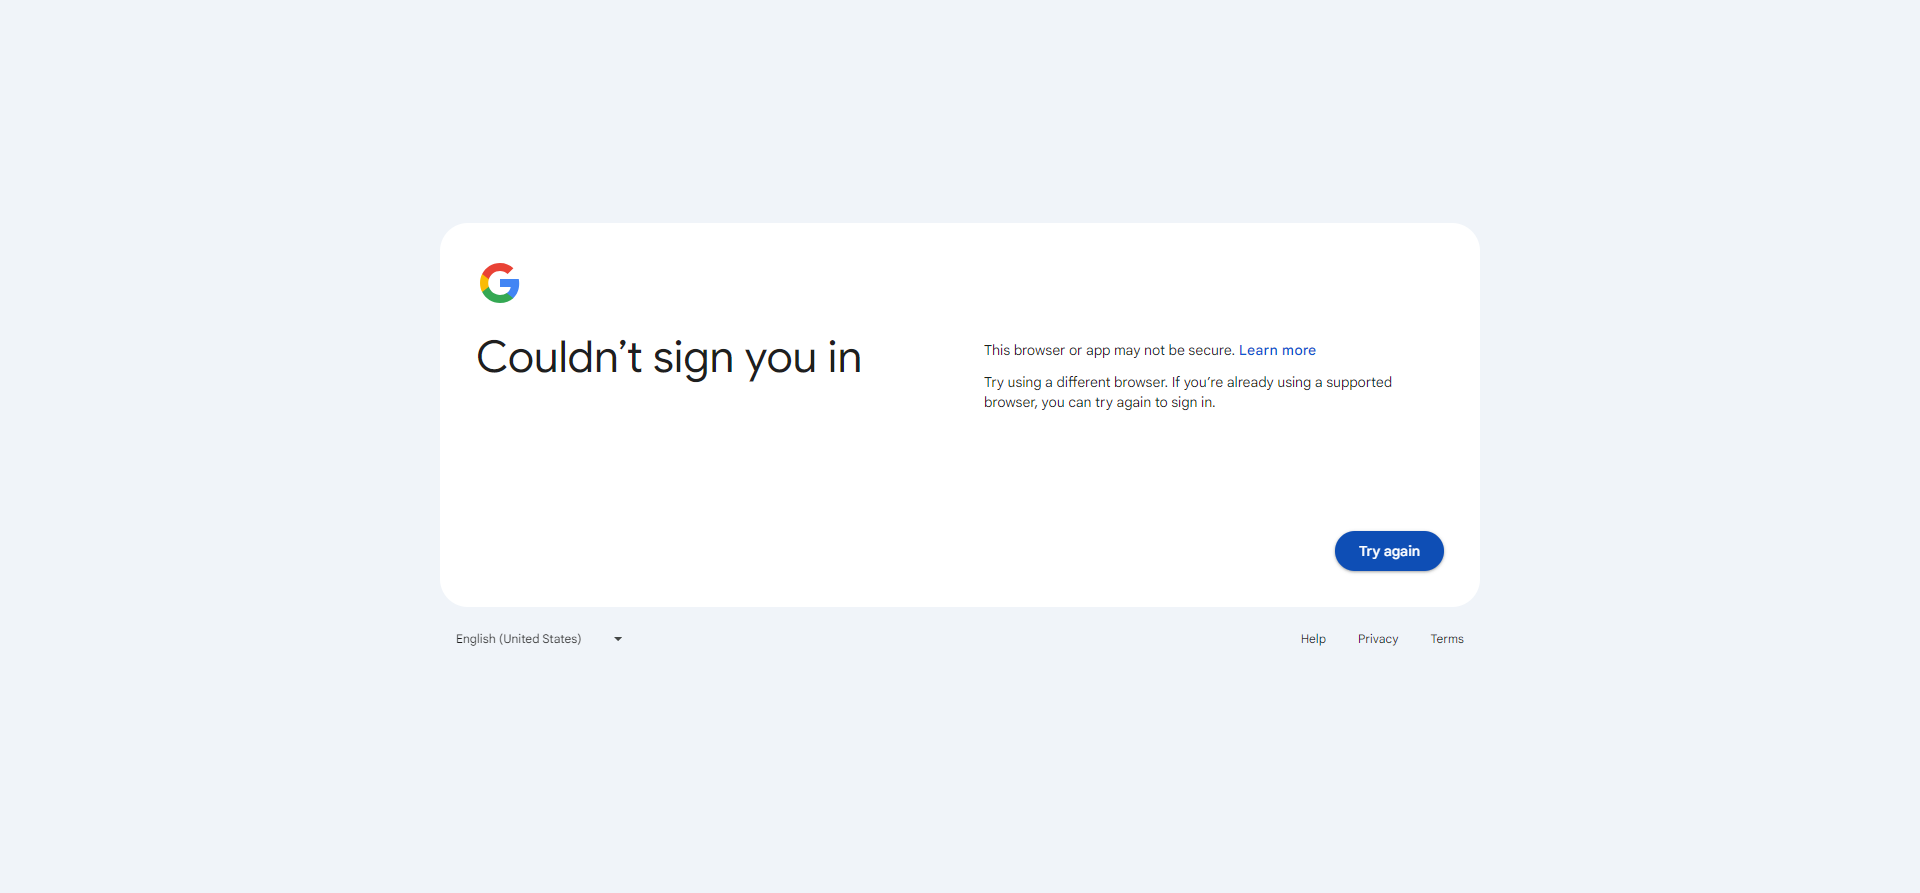 Couldn’t sign you in
This browser or app may not be secure. Learn more
Try using a different browser. If you’re already using a supported
browser, you can try again to sign in.
Try again
English (United States)
Help Privacy Terms